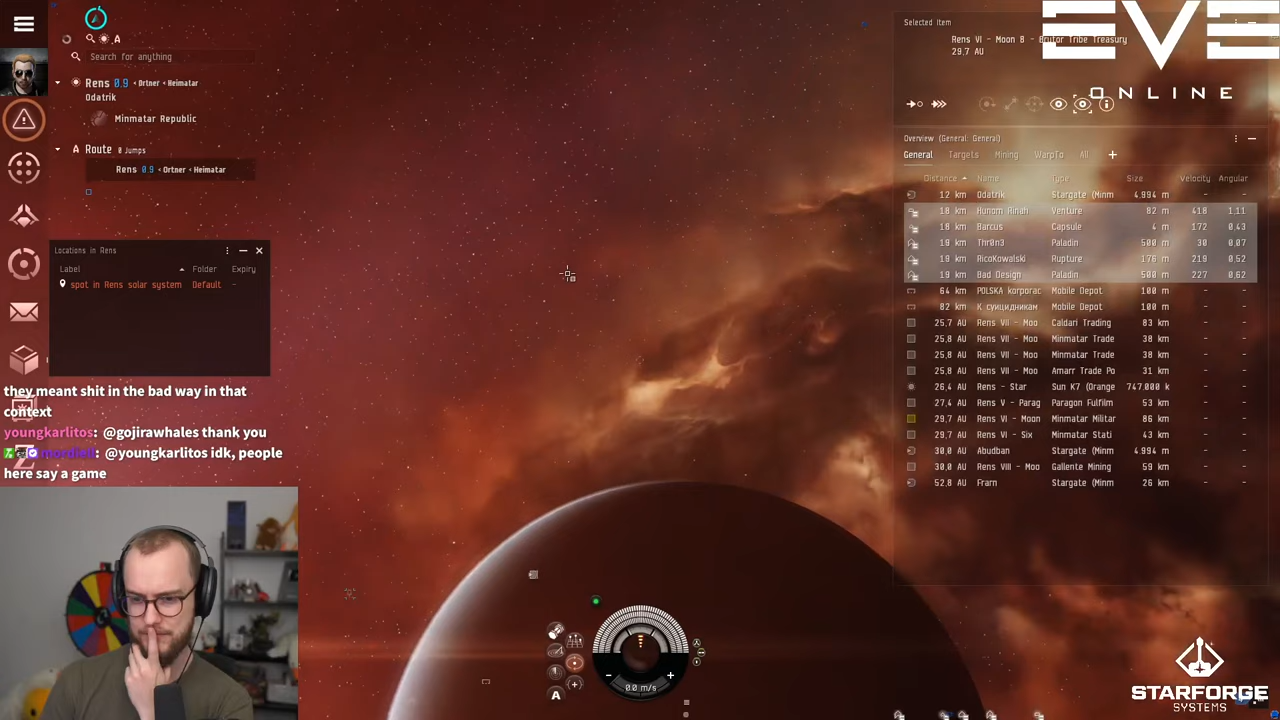 Search for anything
Rens 0.9 < Ortner < Heimatar
Odatrik
Minmatar Republic
Route 0 Jumps
Rens 0.9 < Ortner < Heimatar
Locations in Rens
Label Folder Expiry
spot in Rens solar system Default -
they meant shit in the bad way in that
context
youngkarlitos: @gojirawhales thank you
mordiell: @youngkarlitos idk, people
here say a game
Selected Item
Rens VI - Moon 8 - Brutor Tribe Treasury
29,7 AU
EVE
ONLINE
Overview (General: General)
General Targets Mining WarpTo All +
Distance Name Type Size Velocity Angular
12 km Odatrik Stargate (Minm 4.994 m - -
18 km Hunom Rinah Venture 82 m 418 1,11
18 km Barcus Capsule 4 m 172 0,43
19 km Thr0n3 Paladin 500 m 30 0,07
19 km RicoKowalski Rupture 176 m 219 0,52
19 km Bad Design Paladin 500 m 227 0,62
64 km POLSKA korporac Mobile Depot 100 m - -
82 km К суицидникам Mobile Depot 100 m - -
25,7 AU Rens VII - Moo Caldari Trading 83 km - -
25,8 AU Rens VII - Moo Minmatar Trade 38 km - -
25,8 AU Rens VII - Moo Minmatar Trade 38 km - -
25,8 AU Rens VII - Moo Amarr Trade Po 31 km - -
26,4 AU Rens - Star Sun K7 (Orange 747.000 k - -
27,4 AU Rens V - Parag Paragon Fulfilm 53 km - -
29,7 AU Rens VI - Moon Minmatar Militar 86 km - -
29,7 AU Rens VI - Six Minmatar Stati 43 km - -
30,0 AU Abudban Stargate (Minm 4.994 m - -
30,0 AU Rens VIII - Moo Gallente Mining 59 km - -
52,8 AU Frarn Stargate (Minm 26 km - -
0,0 m/s
A
STARFORGE
SYSTEMS